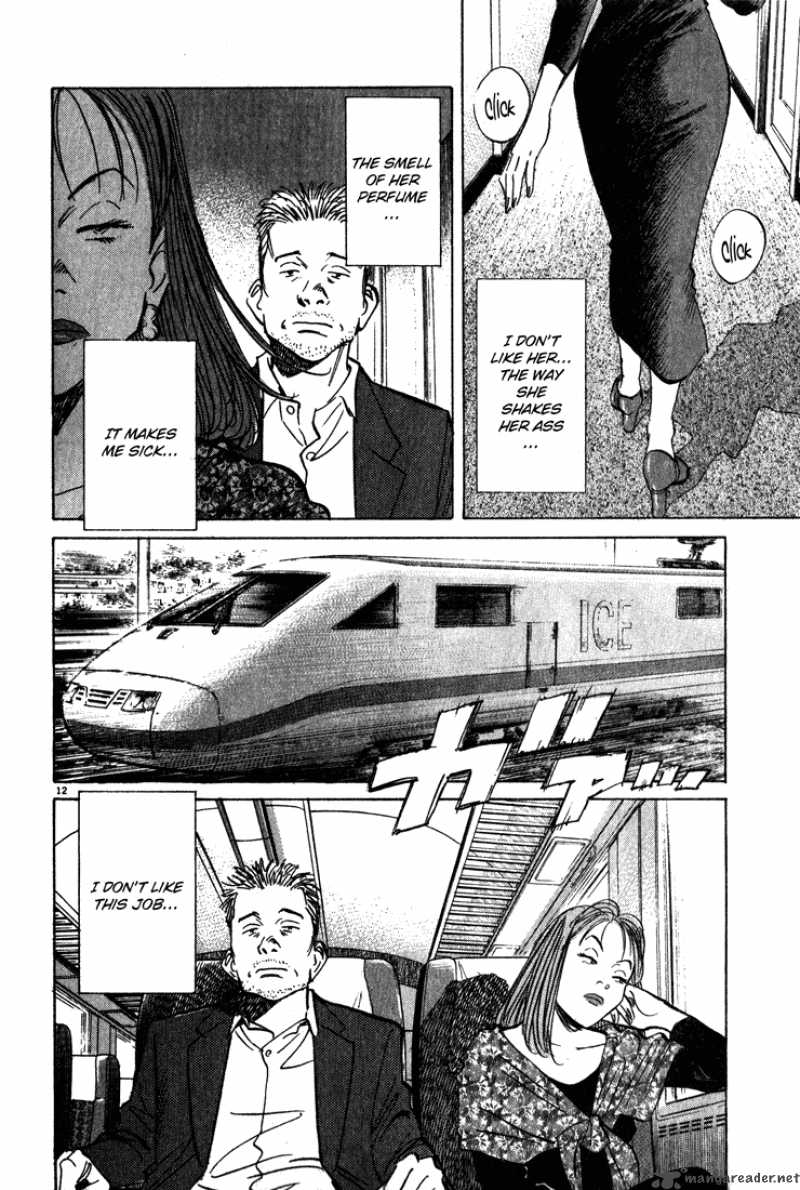 Click
Click
I DON'T
LIKE HER...
THE WAY
SHE
SHAKES
HER ASS
...
THE SMELL
OF HER
PERFUME
...
IT MAKES
ME SICK...
ICE
ガァァ
12
I DON'T LIKE
THIS JOB...
mangareader.net